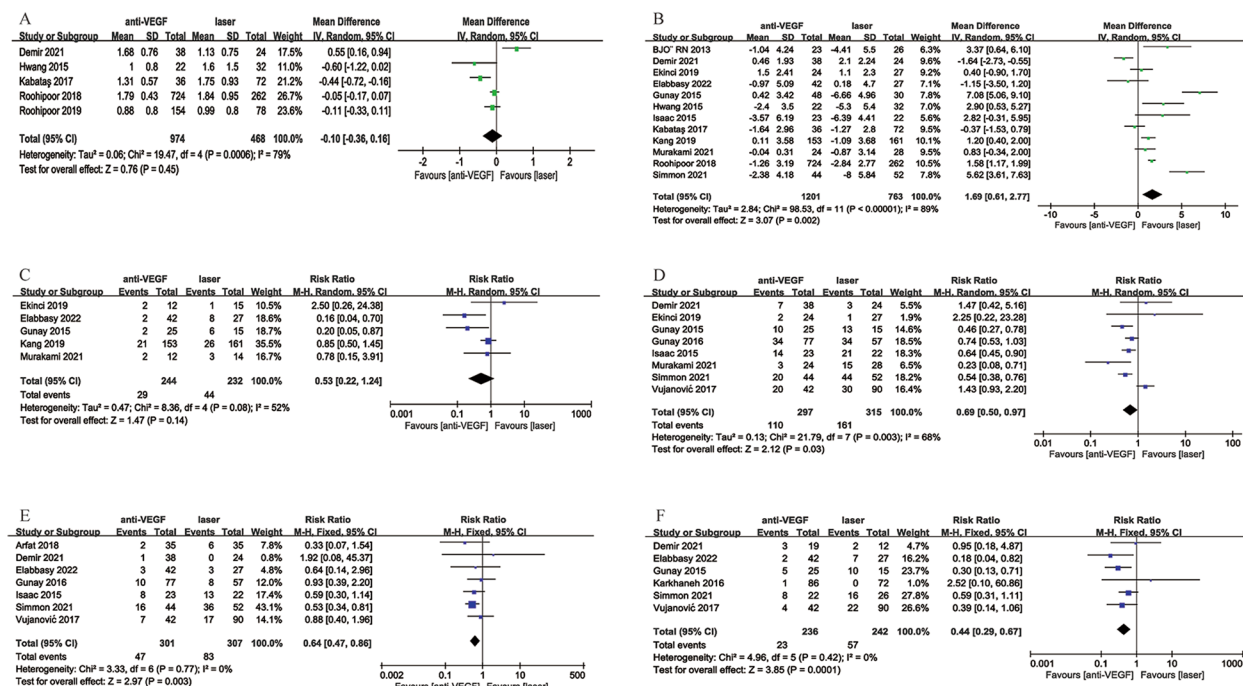 A
anti-VEGF laser Mean Difference Mean Difference
Study or Subgroup Mean SD Total Mean SD Total Weight IV. Random. 95% CI IV. Random. 95% CI
Demir 2021 1.68 0.76 38 1.13 0.75 24 17.5% 0.55 [0.16, 0.94]
Hwang 2015 1 0.8 22 1.6 1.5 32 10.0% -0.60 [-1.22, 0.02]
Kabataş 2017 1.31 0.57 36 1.75 0.93 72 21.5% -0.44 [-0.72, -0.16]
Roohipoor 2018 1.79 0.43 724 1.84 0.95 262 27.4% -0.05 [-0.17, 0.07]
Roohipoor 2019 0.88 0.8 154 0.99 0.8 78 23.6% -0.11 [-0.33, 0.11]
Total (95% CI) 974 468 100.0% -0.10 [-0.36, 0.16]
Heterogeneity: Tau² = 0.06; Chi² = 19.47, df = 4 (P = 0.0006); I² = 79%
Test for overall effect: Z = 0.76 (P = 0.45)
-2 -1 0 1 2
Favours [anti-VEGF] Favours [laser]
B
anti-VEGF laser Mean Difference Mean Difference
Study or Subgroup Mean SD Total Mean SD Total Weight IV. Random. 95% CI IV. Random. 95% CI
BJO¨ RN 2013 -1.04 4.24 23 -4.41 5.5 26 6.3% 3.37 [0.64, 6.10]
Demir 2021 0.46 1.93 38 2.1 2.24 24 9.5% -1.64 [-2.73, -0.55]
Ekinci 2019 1.5 2.41 24 1.1 2.3 27 9.1% 0.40 [-0.90, 1.70]
Elabbasy 2022 -0.97 5.09 42 0.18 4.7 27 7.0% -1.15 [-3.50, 1.20]
Gunay 2015 0.42 3.42 48 -6.66 4.96 30 7.6% 7.08 [5.06, 9.10]
Hwang 2015 -2.4 3.5 22 -5.3 5.4 32 6.9% 2.90 [0.53, 5.27]
Isaac 2015 -3.57 6.19 23 -6.39 4.41 22 5.7% 2.82 [-0.31, 5.95]
Kabataş 2017 -1.64 2.96 36 -1.27 2.8 72 9.4% -0.37 [-1.53, 0.79]
Kang 2019 0.11 3.58 153 -1.09 3.68 161 9.9% 1.20 [0.40, 2.00]
Murakami 2021 -0.04 0.31 24 -0.87 3.14 28 9.4% 0.83 [-0.34, 2.00]
Roohipoor 2018 -1.26 3.19 724 -2.84 2.77 262 10.3% 1.58 [1.17, 1.99]
Simmon 2021 -2.38 4.18 44 -8 5.84 52 7.6% 5.62 [3.61, 7.63]
Total (95% CI) 1201 763 100.0% 1.69 [0.61, 2.77]
Heterogeneity: Tau² = 2.84; Chi² = 98.53, df = 11 (P < 0.00001); I² = 89%
Test for overall effect: Z = 3.07 (P = 0.002)
-10 -5 0 5 10
Favours [anti-VEGF] Favours [laser]
C
anti-VEGF laser Risk Ratio Risk Ratio
Study or Subgroup Events Total Events Total Weight M-H. Random. 95% CI M-H. Random. 95% CI
Ekinci 2019 2 12 1 15 10.5% 2.50 [0.26, 24.38]
Elabbasy 2022 2 42 8 27 18.6% 0.16 [0.04, 0.70]
Gunay 2015 2 25 6 15 18.7% 0.20 [0.05, 0.87]
Kang 2019 21 153 26 161 35.5% 0.85 [0.50, 1.45]
Murakami 2021 2 12 3 14 16.7% 0.78 [0.15, 3.91]
Total (95% CI) 244 232 100.0% 0.53 [0.22, 1.24]
Total events 29 44
Heterogeneity: Tau² = 0.47; Chi² = 8.36, df = 4 (P = 0.08); I² = 52%
Test for overall effect: Z = 1.47 (P = 0.14)
0.001 0.1 1 10 1000
Favours [anti-VEGF] Favours [laser]
D
anti-VEGF laser Risk Ratio Risk Ratio
Study or Subgroup Events Total Events Total Weight M-H. Random. 95% CI M-H. Random. 95% CI
Demir 2021 7 38 3 24 5.5% 1.47 [0.42, 5.16]
Ekinci 2019 2 24 1 27 1.9% 2.25 [0.22, 23.28]
Gunay 2015 10 25 13 15 14.9% 0.46 [0.27, 0.78]
Gunay 2016 34 77 34 57 18.7% 0.74 [0.53, 1.03]
Isaac 2015 14 23 21 22 18.3% 0.64 [0.45, 0.90]
Murakami 2021 3 24 15 28 6.9% 0.23 [0.08, 0.71]
Simmon 2021 20 44 44 52 18.2% 0.54 [0.38, 0.76]
Vujanović 2017 20 42 30 90 16.4% 1.43 [0.93, 2.20]
Total (95% CI) 297 315 100.0% 0.69 [0.50, 0.97]
Total events 110 161
Heterogeneity: Tau² = 0.13; Chi² = 21.79, df = 7 (P = 0.003); I² = 68%
Test for overall effect: Z = 2.12 (P = 0.03)
0.01 0.1 1 10 100
Favours [anti-VEGF] Favours [laser]
E
anti-VEGF laser Risk Ratio Risk Ratio
Study or Subgroup Events Total Events Total Weight M-H. Fixed. 95% CI M-H. Fixed. 95% CI
Arfat 2018 2 35 6 35 7.8% 0.33 [0.07, 1.54]
Demir 2021 1 38 0 24 0.8% 1.92 [0.08, 45.37]
Elabbasy 2022 3 42 3 27 4.8% 0.64 [0.14, 2.96]
Gunay 2016 10 77 8 57 12.0% 0.93 [0.39, 2.20]
Isaac 2015 8 23 13 22 17.4% 0.59 [0.30, 1.14]
Simmon 2021 16 44 36 52 43.1% 0.53 [0.34, 0.81]
Vujanović 2017 7 42 17 90 14.1% 0.88 [0.40, 1.96]
Total (95% CI) 301 307 100.0% 0.64 [0.47, 0.86]
Total events 47 83
Heterogeneity: Chi² = 3.33, df = 6 (P = 0.77); I² = 0%
Test for overall effect: Z = 2.97 (P = 0.003)
0.002 0.1 1 10 500
Favours [anti-VEGF] Favours [laser]
F
anti-VEGF laser Risk Ratio Risk Ratio
Study or Subgroup Events Total Events Total Weight M-H. Fixed. 95% CI M-H. Fixed. 95% CI
Demir 2021 3 19 2 12 4.7% 0.95 [0.18, 4.87]
Elabbasy 2022 2 42 7 27 16.2% 0.18 [0.04, 0.82]
Gunay 2015 5 25 10 15 23.7% 0.30 [0.13, 0.71]
Karkhaneh 2016 1 86 0 72 1.0% 2.52 [0.10, 60.86]
Simmon 2021 8 22 16 26 27.8% 0.59 [0.31, 1.11]
Vujanović 2017 4 42 22 90 26.6% 0.39 [0.14, 1.06]
Total (95% CI) 236 242 100.0% 0.44 [0.29, 0.67]
Total events 23 57
Heterogeneity: Chi² = 4.96, df = 5 (P = 0.42); I² = 0%
Test for overall effect: Z = 3.85 (P = 0.0001)
0.001 0.1 1 10 1000
Favours [anti-VEGF] Favours [laser]